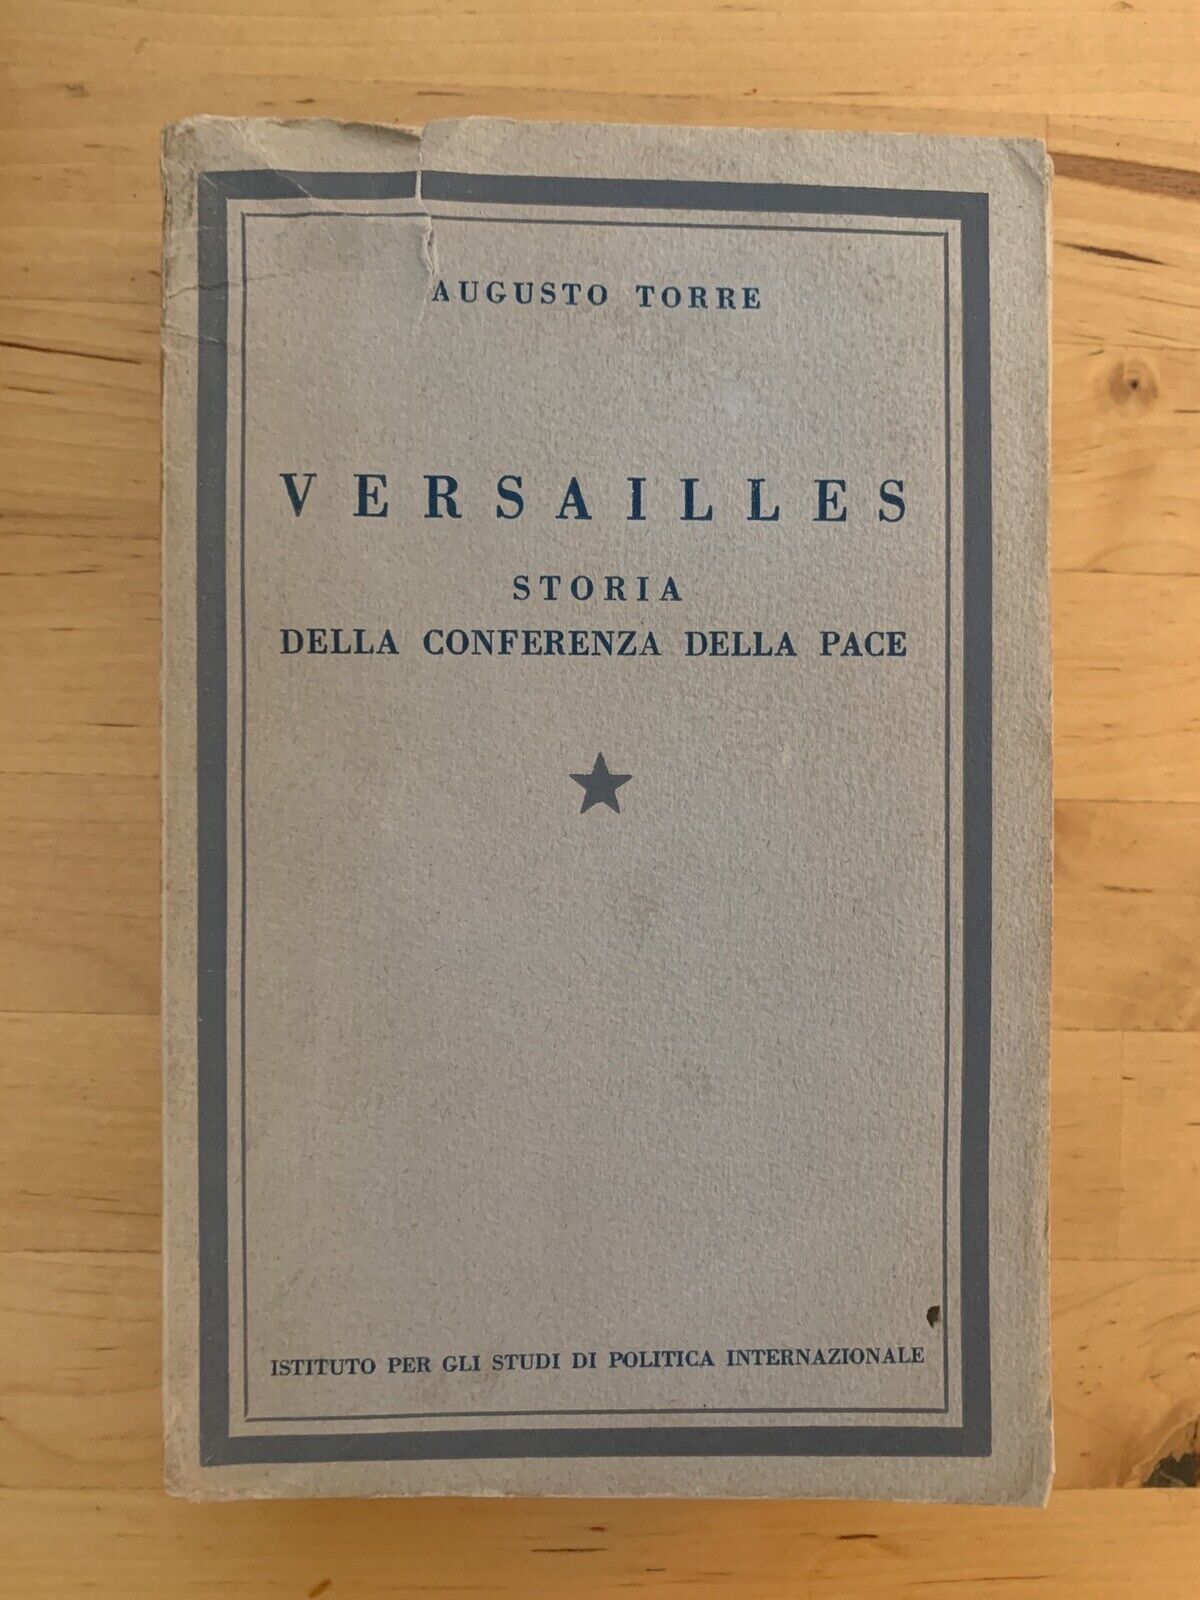 AUGUSTO TORRE
VERSAILLES
STORIA
DELLA CONFERENZA DELLA PACE
ISTITUTO PER GLI STUDI DI POLITICA INTERNAZIONALE